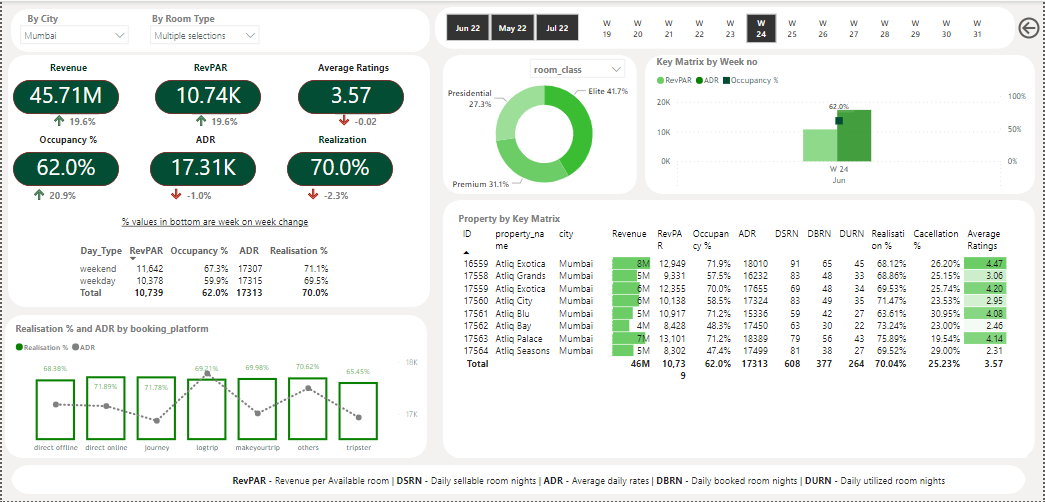 By City
By Room Type
Mumbai
Multiple selections
Jun 22
May 22
Jul 22
W 19
W 20
W 21
W 22
W 23
W 24
W 25
W 26
W 27
W 28
W 29
W 30
W 31
Revenue
RevPAR
Average Ratings
45.71M
10.74K
3.57
19.6%
19.6%
-0.02
Occupancy %
ADR
Realization
62.0%
17.31K
70.0%
20.9%
-1.0%
-2.3%
% values in bottom are week on week change
Day_Type RevPAR Occupancy % ADR Realisation %
weekend 11,642 67.3% 17307 71.1%
weekday 10,378 59.9% 17315 69.5%
Total 10,739 62.0% 17313 70.0%
room_class
Presidential
27.3%
Elite 41.7%
Premium 31.1%
Key Matrix by Week no
RevPAR ADR Occupancy %
20K
10K
0K
62.0%
100%
50%
0%
W 24
Jun
Property by Key Matrix
ID property_na city Revenue RevPA Occupan ADR DSRN DBRN DURN Realisati Cacellation Average
me R cy % on % % Ratings
16559 Atliq Exotica Mumbai 8M 12,949 71.9% 18010 91 65 45 68.12% 26.20% 4.47
17558 Atliq Grands Mumbai 5M 9,331 57.5% 16232 83 48 33 68.86% 25.15% 3.06
17559 Atliq Exotica Mumbai 6M 12,355 70.0% 17655 69 48 34 69.53% 25.74% 4.20
17560 Atliq City Mumbai 6M 10,138 58.5% 17324 83 49 35 71.47% 23.53% 2.95
17561 Atliq Blu Mumbai 5M 10,917 71.2% 15336 59 42 27 63.61% 30.95% 4.08
17562 Atliq Bay Mumbai 4M 8,428 48.3% 17450 63 30 22 73.24% 23.00% 2.46
17563 Atliq Palace Mumbai 7M 13,101 71.2% 18389 79 56 43 75.89% 19.54% 4.14
17564 Atliq Seasons Mumbai 5M 8,302 47.4% 17499 81 38 27 69.52% 29.00% 2.31
Total 46M 10,73 62.0% 17313 608 377 264 70.04% 25.23% 3.57
9
Realisation % and ADR by booking_platform
Realisation % ADR
68.38%
71.89%
71.78%
69.21%
69.98%
70.62%
65.45%
18K
17K
direct offline direct online journey logtrip makeyourtrip others tripster
RevPAR - Revenue per Available room | DSRN - Daily sellable room nights | ADR - Average daily rates | DBRN - Daily booked room nights | DURN - Daily utilized room nights